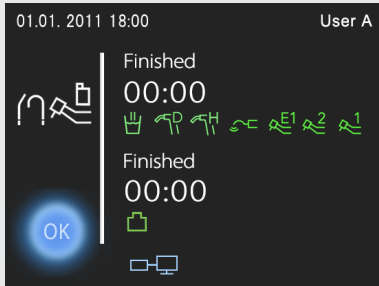 01.01. 2011 18:00 User A
Finished
00:00
D H E1 2 1
Finished
00:00
OK